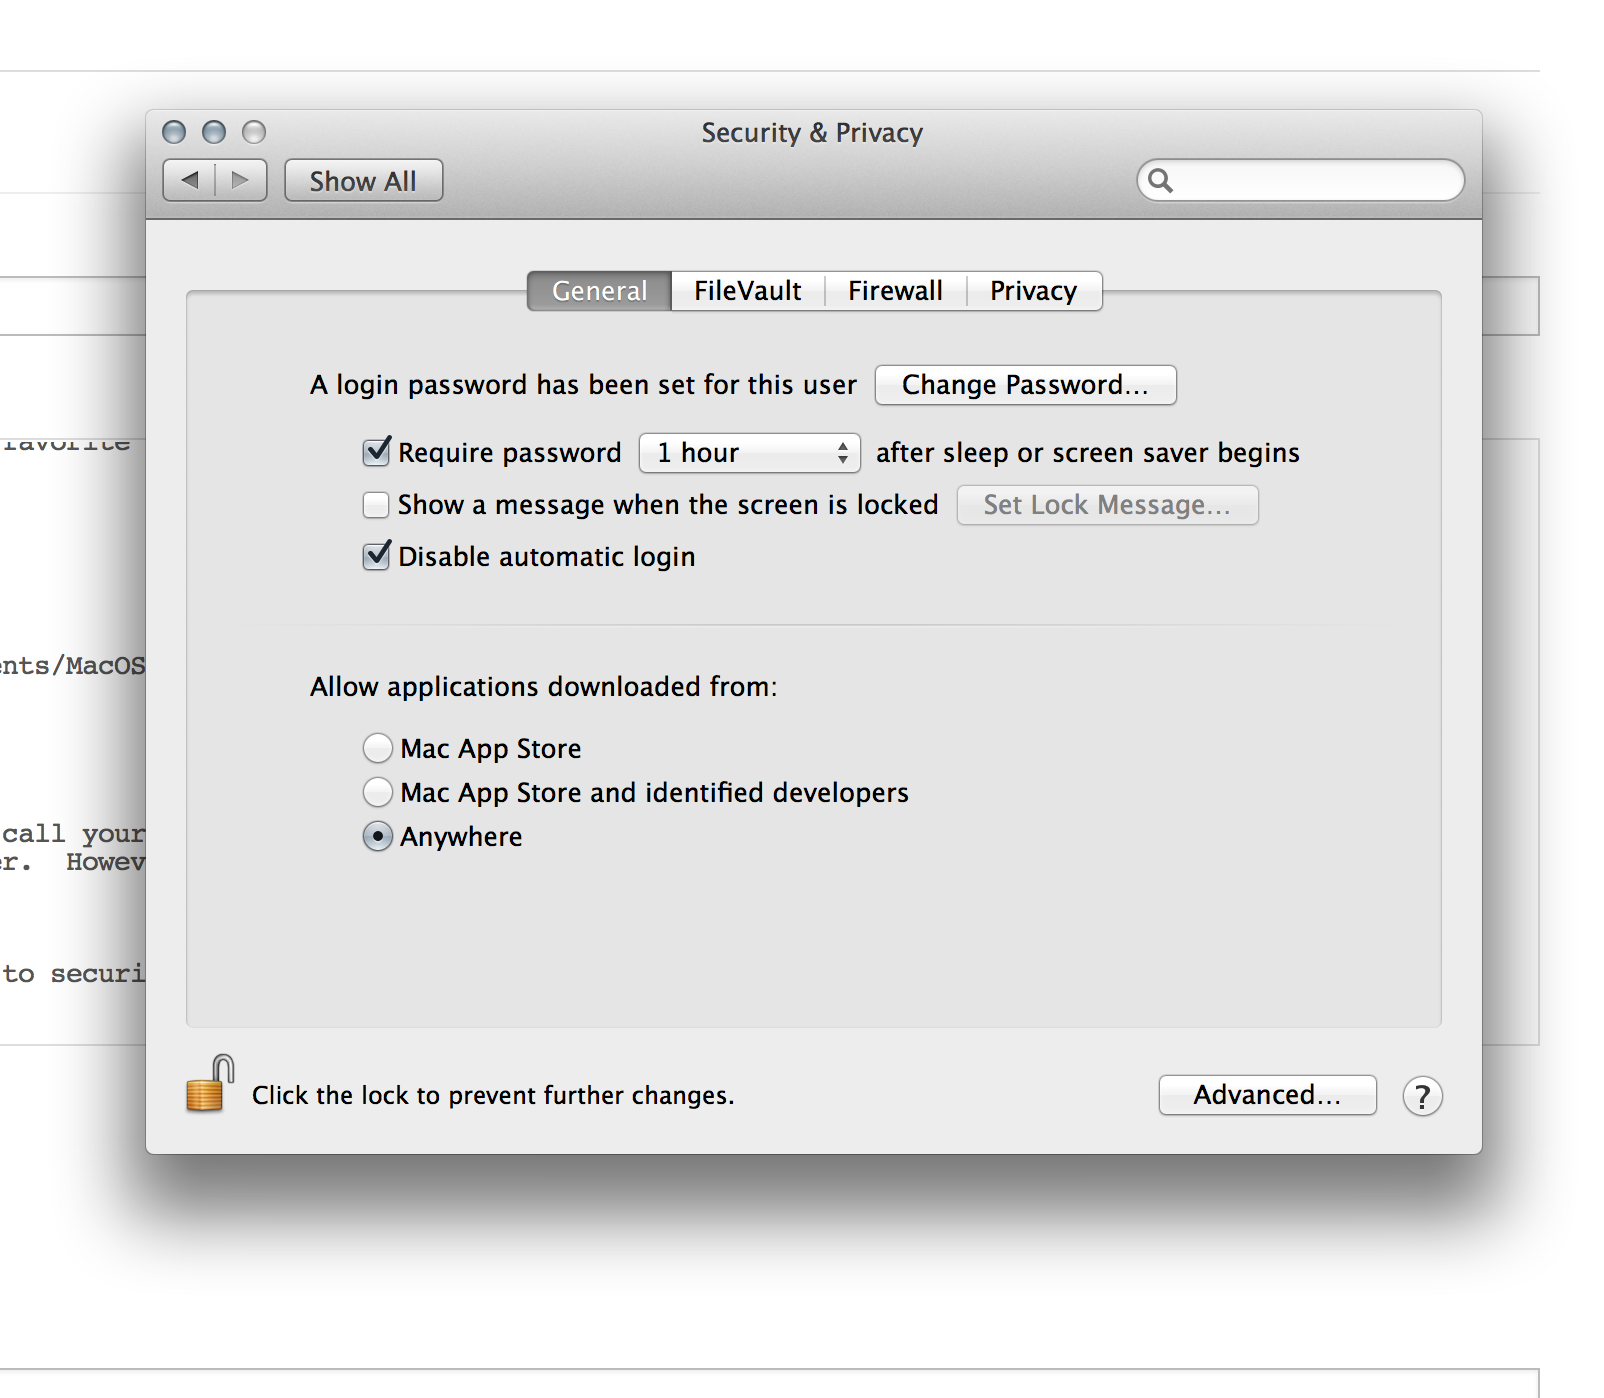 Security & Privacy
Show All
General FileVault Firewall Privacy
favorite
A login password has been set for this user Change Password...
Require password 1 hour after sleep or screen saver begins
Show a message when the screen is locked Set Lock Message...
Disable automatic login
ents/MacOS
Allow applications downloaded from:
Mac App Store
Mac App Store and identified developers
call your
Anywhere
er. Howev
to securi
Click the lock to prevent further changes.
Advanced...
?